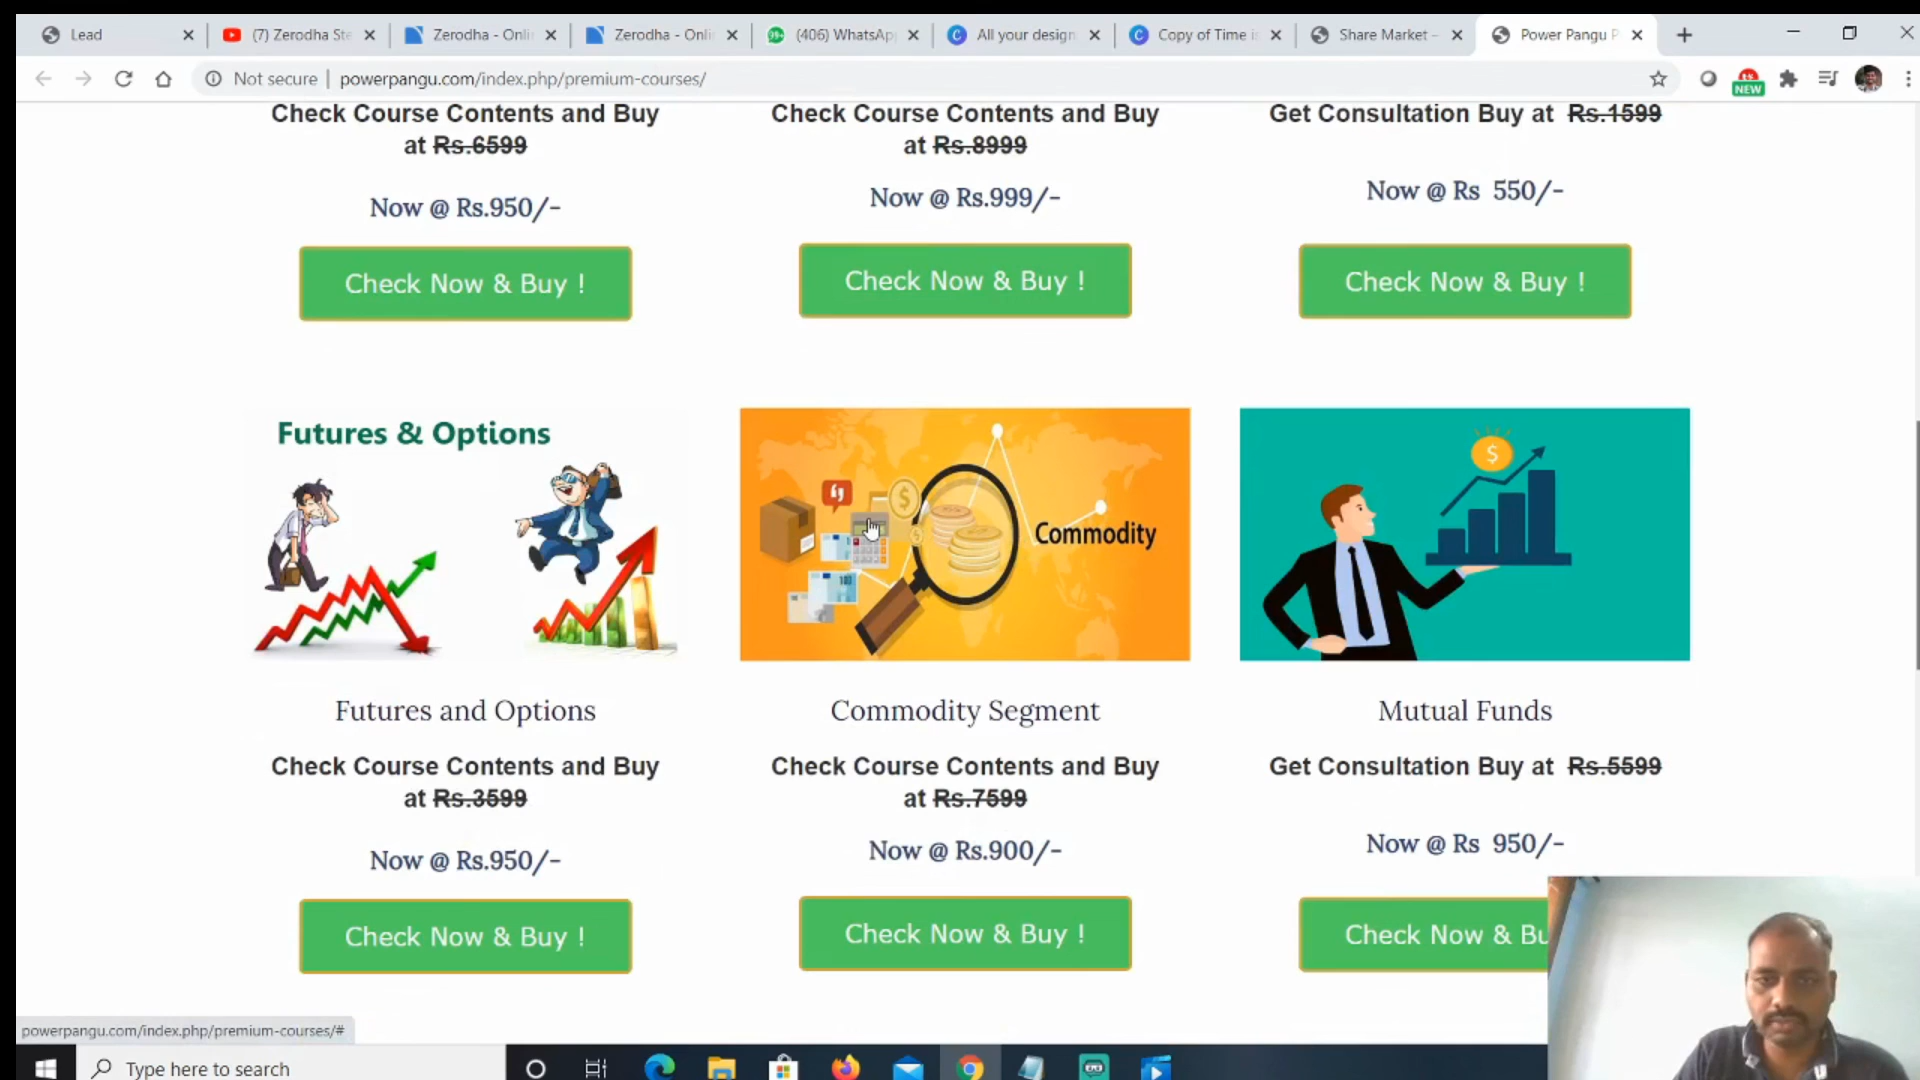 Lead
(7) Zerodha Ste
Zerodha - Onli
Zerodha - Onli
(406) WhatsAp
All your design
Copy of Time is
Share Market -
Power Pangu P
Not secure | powerpangu.com/index.php/premium-courses/
NEW
Check Course Contents and Buy
at Rs.6599
Now @ Rs.950/-
Check Now & Buy !
Check Course Contents and Buy
at Rs.8999
Now @ Rs.999/-
Check Now & Buy !
Get Consultation Buy at Rs.1599
Now @ Rs 550/-
Check Now & Buy !
Futures & Options
Futures and Options
Check Course Contents and Buy
at Rs.3599
Now @ Rs.950/-
Check Now & Buy !
Commodity
Commodity Segment
Check Course Contents and Buy
at Rs.7599
Now @ Rs.900/-
Check Now & Buy !
Mutual Funds
Get Consultation Buy at Rs.5599
Now @ Rs 950/-
Check Now & Bu
powerpangu.com/index.php/premium-courses/#
Type here to search